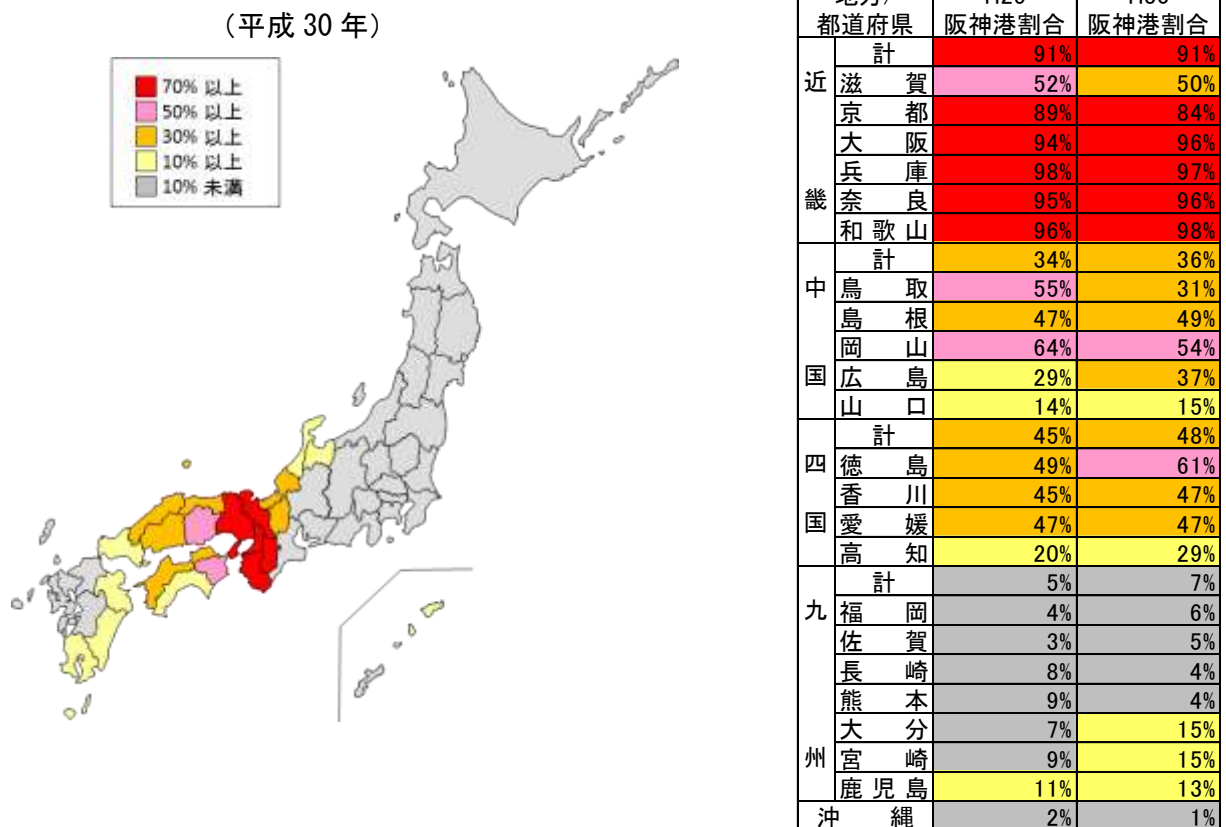 (平成 30 年)
70% 以上
50% 以上
30% 以上
10% 以上
10% 未満
地方/
都道府県 阪神港割合 阪神港割合
計 91% 91%
近 滋賀 52% 50%
京都 89% 84%
大阪 94% 96%
兵庫 98% 97%
畿 奈良 95% 96%
和歌山 96% 98%
計 34% 36%
中 鳥取 55% 31%
島根 47% 49%
岡山 64% 54%
国 広島 29% 37%
山口 14% 15%
計 45% 48%
四 徳島 49% 61%
香川 45% 47%
国 愛媛 47% 47%
高知 20% 29%
計 5% 7%
九 福岡 4% 6%
佐賀 3% 5%
長崎 8% 4%
熊本 9% 4%
大分 7% 15%
州 宮崎 9% 15%
鹿児島 11% 13%
沖縄 2% 1%